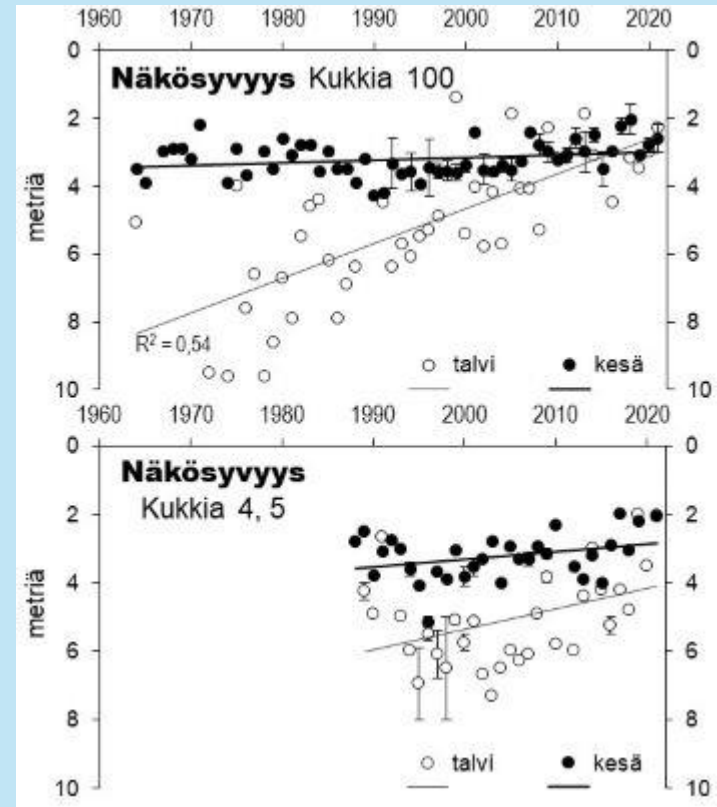 1960 1970 1980 1990 2000 2010 2020
0 0
Näkösyvyys Kukkia 100
2 2
4 4
metriä
6 6
8 8
R² = 0,54
talvi kesä
10 10
1960 1970 1980 1990 2000 2010 2020
0 0
Näkösyvyys
Kukkia 4, 5
2 2
4 4
metriä
6 6
8 8
talvi kesä
10 10